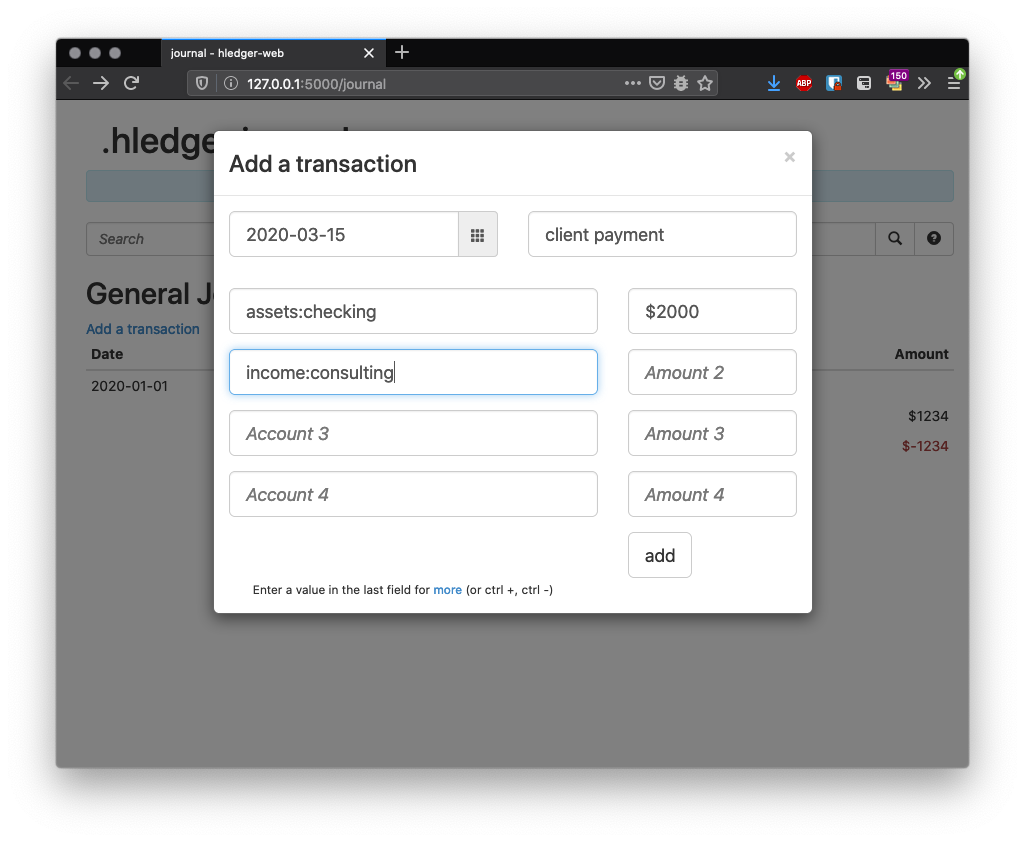 journal - hledger-web
127.0.0.1:5000/journal
ABP
150
.hledge
Add a transaction
×
2020-03-15
client payment
Search
assets:checking
$2000
General J
Add a transaction
Date
Amount
income:consulting
Amount 2
2020-01-01
$1234
Account 3
Amount 3
$-1234
Account 4
Amount 4
add
Enter a value in the last field for more (or ctrl +, ctrl -)